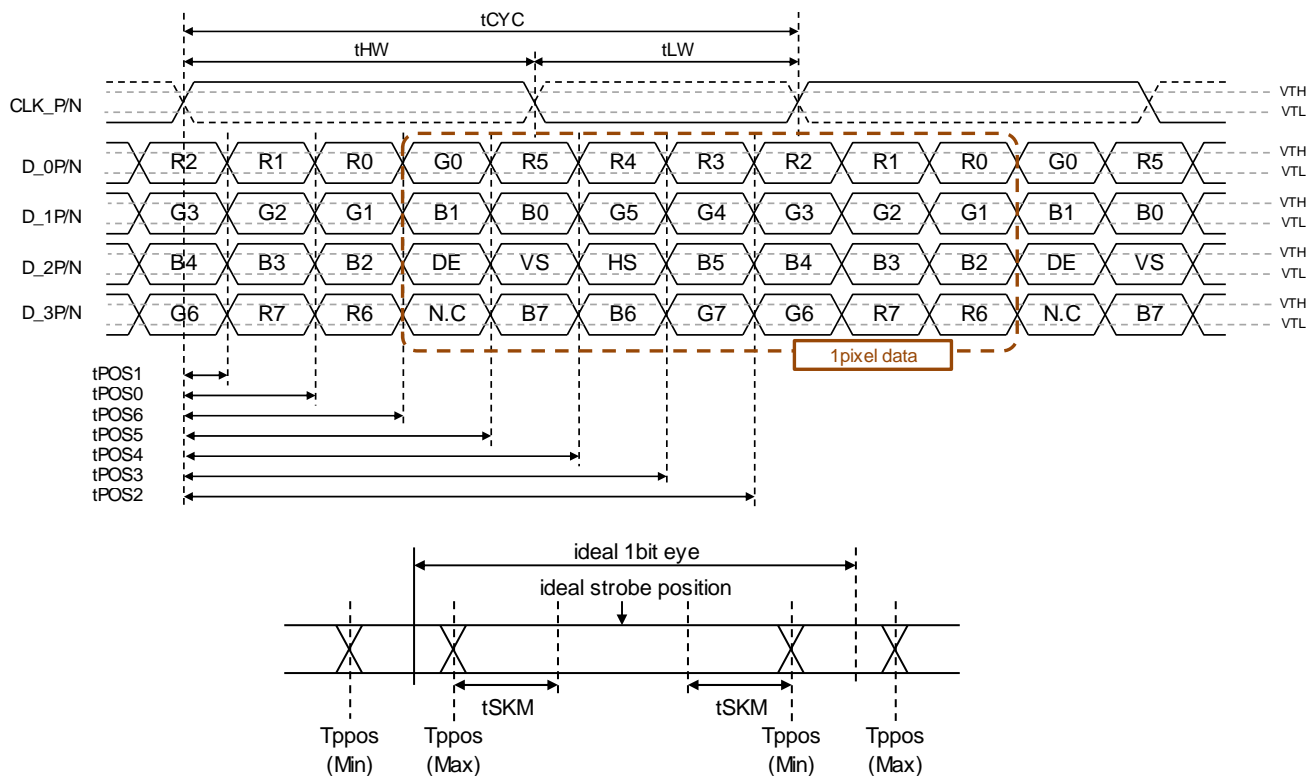 tCYC
tHW tLW
CLK_P/N VTH
VTL
D_0P/N R2 R1 R0 G0 R5 R4 R3 R2 R1 R0 G0 R5 VTH
VTL
D_1P/N G3 G2 G1 B1 B0 G5 G4 G3 G2 G1 B1 B0 VTH
VTL
D_2P/N B4 B3 B2 DE VS HS B5 B4 B3 B2 DE VS VTH
VTL
D_3P/N G6 R7 R6 N.C B7 B6 G7 G6 R7 R6 N.C B7 VTH
VTL
1pixel data
tPOS1
tPOS0
tPOS6
tPOS5
tPOS4
tPOS3
tPOS2
ideal 1bit eye
ideal strobe position
tSKM tSKM
Tppos Tppos Tppos Tppos
(Min) (Max) (Min) (Max)